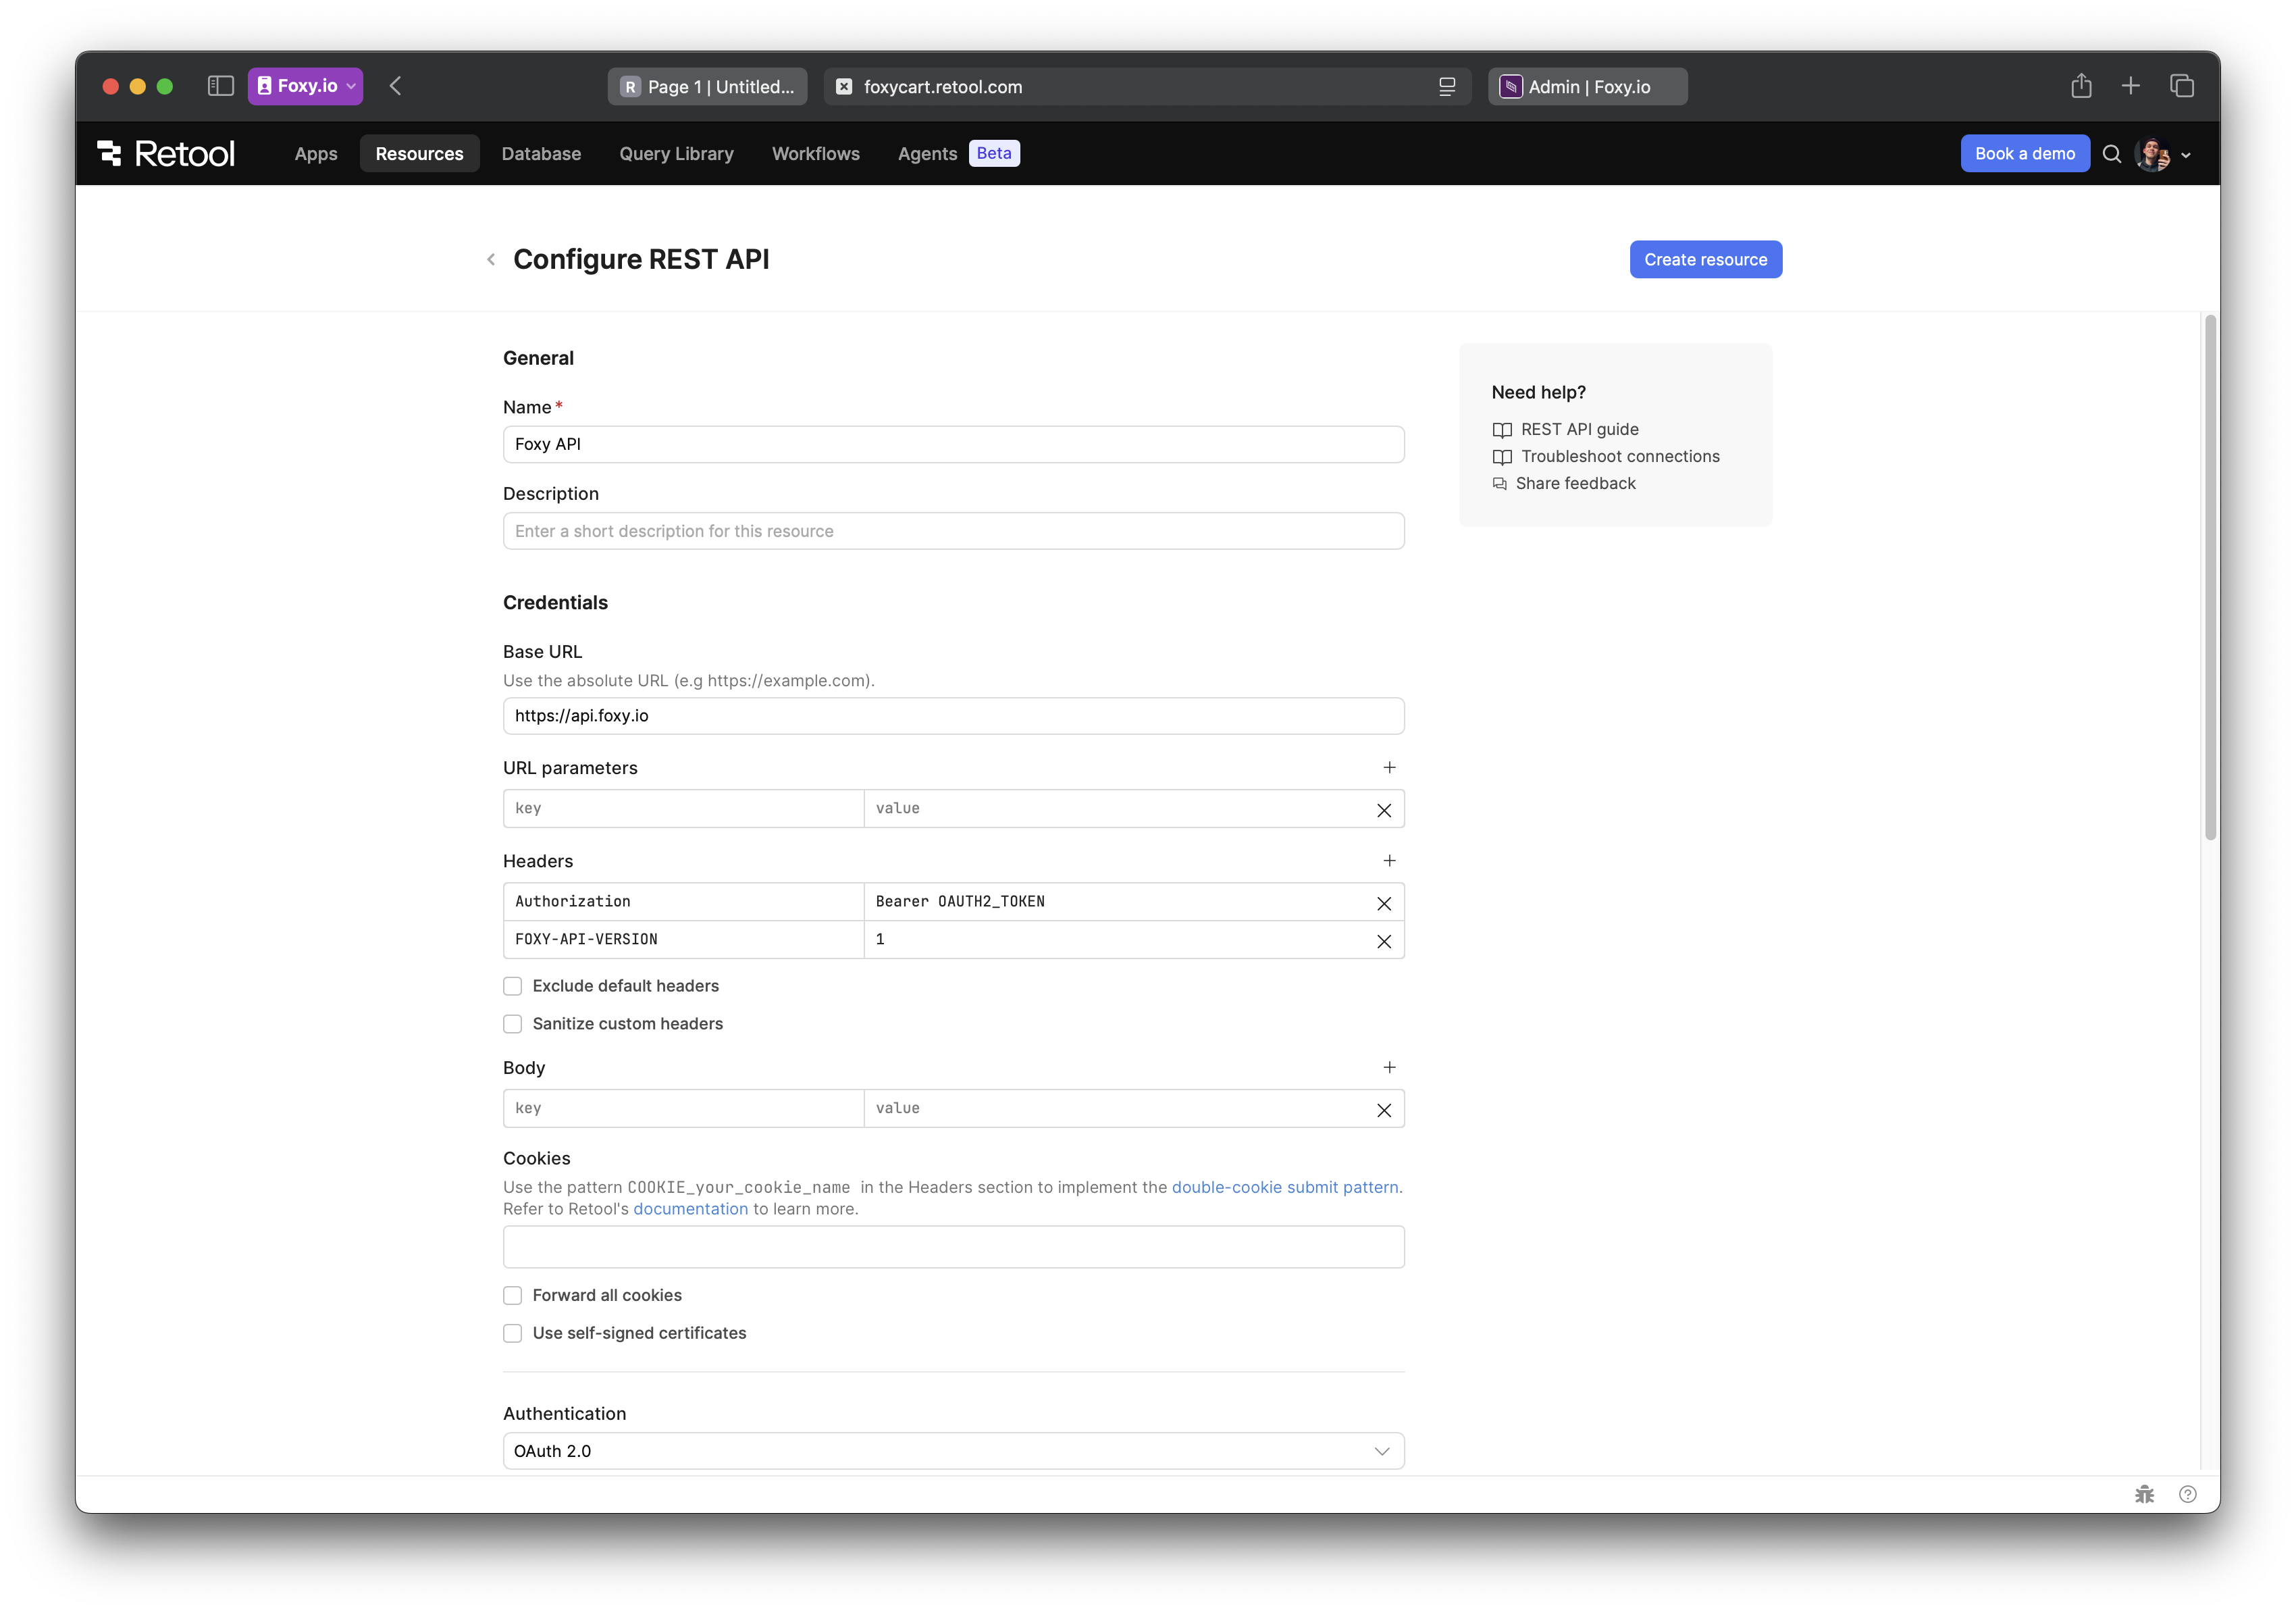 Foxy.io
R Page 1 | Untitled...
foxycart.retool.com
Admin | Foxy.io
Retool
Apps
Resources
Database
Query Library
Workflows
Agents
Beta
Book a demo
Configure REST API
Create resource
General
Name*
Foxy API
Description
Enter a short description for this resource
Need help?
REST API guide
Troubleshoot connections
Share feedback
Credentials
Base URL
Use the absolute URL (e.g https://example.com).
https://api.foxy.io
URL parameters
key value
Headers
Authorization Bearer OAUTH2_TOKEN
FOXY-API-VERSION 1
Exclude default headers
Sanitize custom headers
Body
key value
Cookies
Use the pattern COOKIE_your_cookie_name in the Headers section to implement the double-cookie submit pattern.
Refer to Retool's documentation to learn more.
Forward all cookies
Use self-signed certificates
Authentication
OAuth 2.0